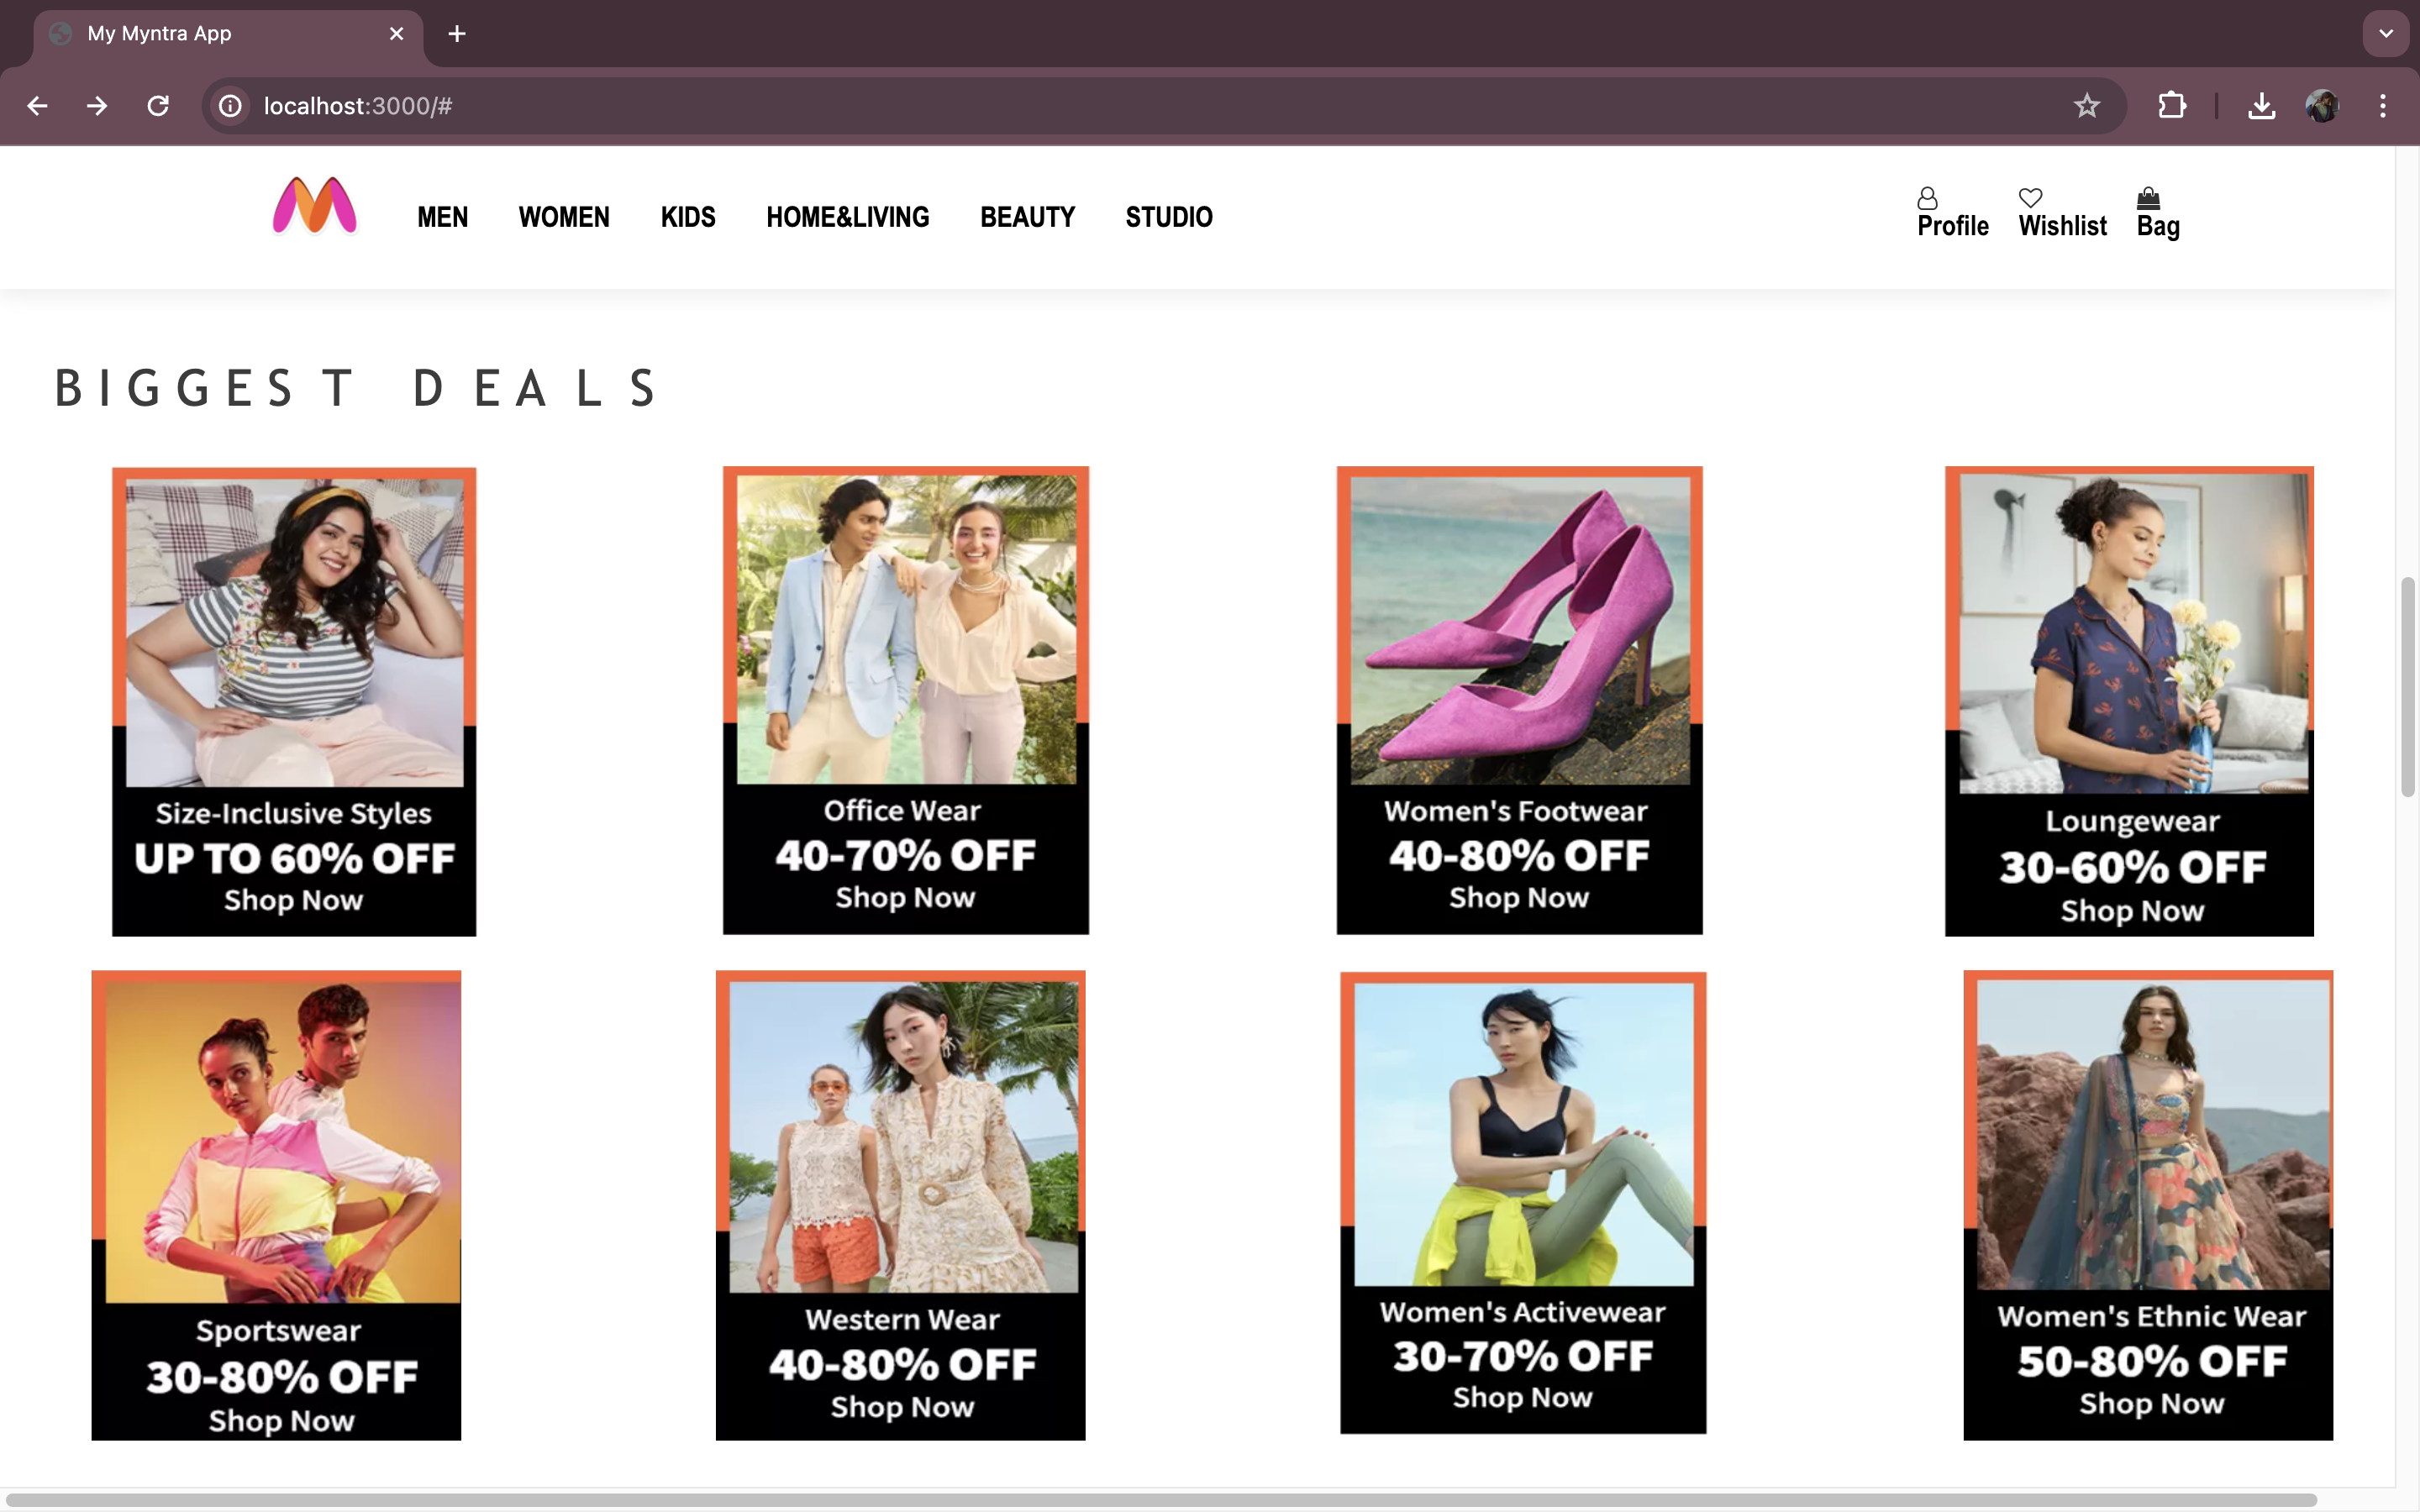 My Myntra App
localhost:3000/#
MEN WOMEN KIDS HOME&LIVING BEAUTY STUDIO
Profile Wishlist Bag
BIGGEST DEALS
Size-Inclusive Styles
UP TO 60% OFF
Shop Now
Office Wear
40-70% OFF
Shop Now
Women's Footwear
40-80% OFF
Shop Now
Loungewear
30-60% OFF
Shop Now
Sportswear
30-80% OFF
Shop Now
Western Wear
40-80% OFF
Shop Now
Women's Activewear
30-70% OFF
Shop Now
Women's Ethnic Wear
50-80% OFF
Shop Now